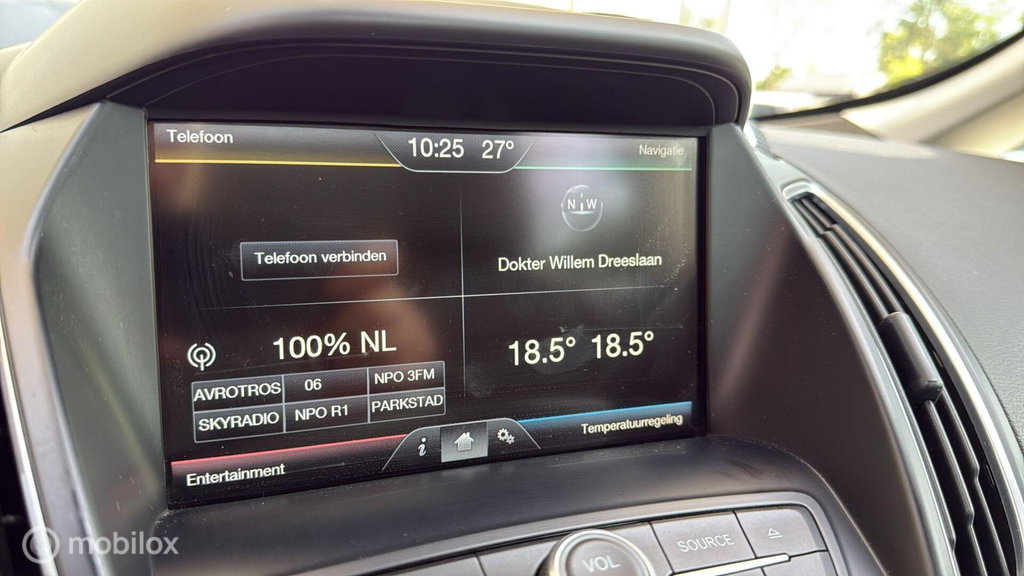 Telefoon
10:25 27°
Navigatie
N W
Telefoon verbinden
Dokter Willem Dreeslaan
100% NL
18.5° 18.5°
AVROTROS 06 NPO 3FM
SKYRADIO NPO R1 PARKSTAD
Entertainment
i
Temperatuurregeling
VOL
SOURCE
mobilox